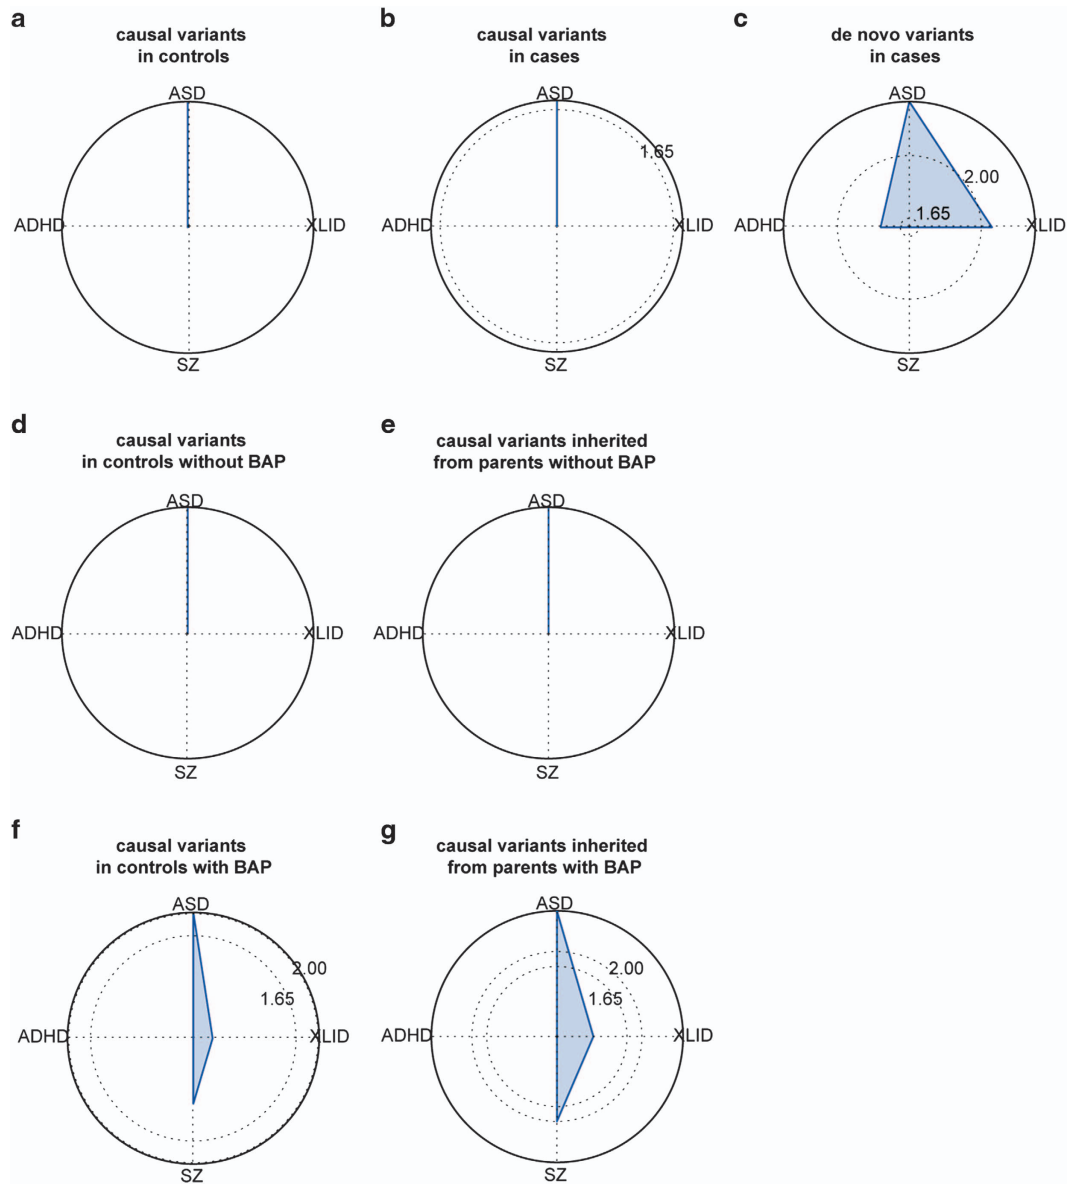 a
causal variants
in controls
ASD
ADHD
XLID
SZ
b
causal variants
in cases
ASD
1.65
ADHD
XLID
SZ
c
de novo variants
in cases
ASD
2.00
1.65
ADHD
XLID
SZ
d
causal variants
in controls without BAP
ASD
ADHD
XLID
SZ
e
causal variants inherited
from parents without BAP
ASD
ADHD
XLID
SZ
f
causal variants
in controls with BAP
ASD
2.00
1.65
ADHD
XLID
SZ
g
causal variants inherited
from parents with BAP
ASD
2.00
1.65
ADHD
XLID
SZ